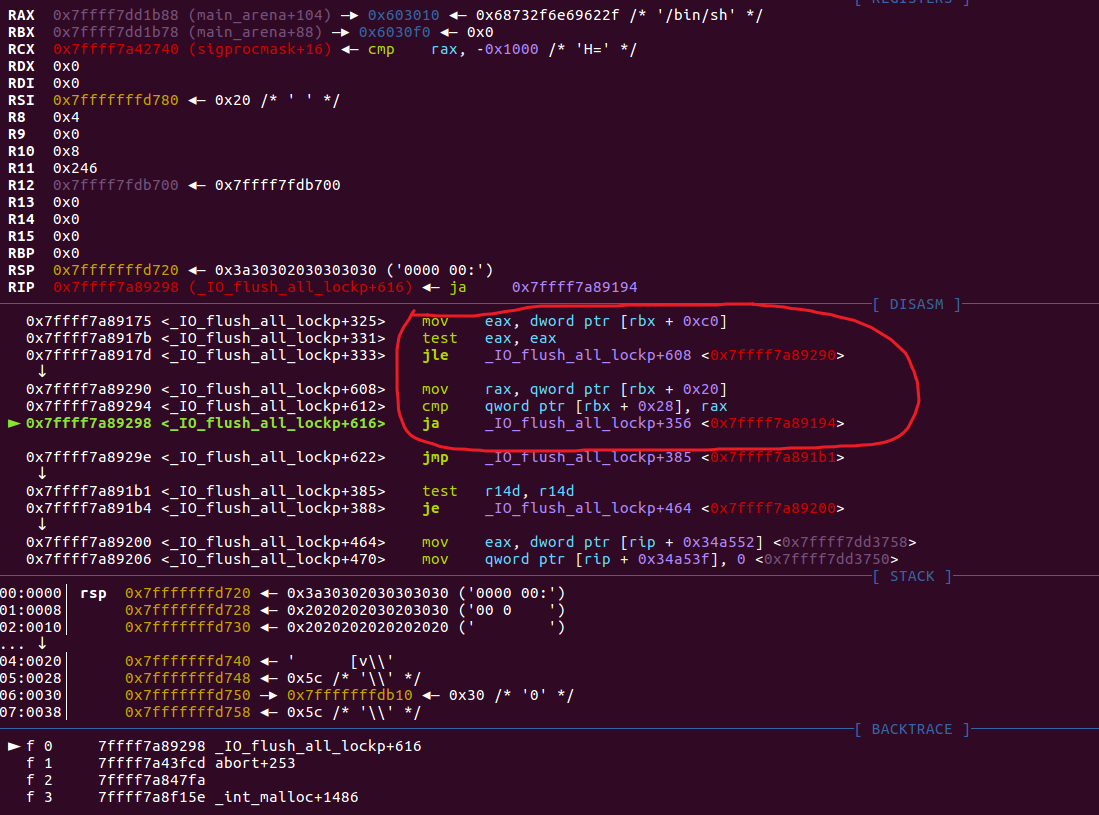 [ REGISTERS ]
RAX  0x7ffff7dd1b88 (main_arena+104) —▸ 0x603010 ◂— 0x68732f6e69622f /* '/bin/sh' */
RBX  0x7ffff7dd1b78 (main_arena+88) —▸ 0x6030f0 ◂— 0x0
RCX  0x7ffff7a42740 (sigprocmask+16) ◂— cmp    rax, -0x1000 /* 'H=' */
RDX  0x0
RDI  0x0
RSI  0x7fffffffd780 ◂— 0x20 /* ' ' */
R8   0x4
R9   0x0
R10  0x8
R11  0x246
R12  0x7ffff7fdb700 ◂— 0x7ffff7fdb700
R13  0x0
R14  0x0
R15  0x0
RBP  0x0
RSP  0x7fffffffd720 ◂— 0x3a30302030303030 ('0000 00:')
RIP  0x7ffff7a89298 (_IO_flush_all_lockp+616) ◂— ja     0x7ffff7a89194
[ DISASM ]
0x7ffff7a89175 <_IO_flush_all_lockp+325>    mov    eax, dword ptr [rbx + 0xc0]
0x7ffff7a8917b <_IO_flush_all_lockp+331>    test   eax, eax
0x7ffff7a8917d <_IO_flush_all_lockp+333>    jle    _IO_flush_all_lockp+608 <0x7ffff7a89290>
↓
0x7ffff7a89290 <_IO_flush_all_lockp+608>    mov    rax, qword ptr [rbx + 0x20]
0x7ffff7a89294 <_IO_flush_all_lockp+612>    cmp    qword ptr [rbx + 0x28], rax
► 0x7ffff7a89298 <_IO_flush_all_lockp+616>    ja     _IO_flush_all_lockp+356 <0x7ffff7a89194>
0x7ffff7a8929e <_IO_flush_all_lockp+622>    jmp    _IO_flush_all_lockp+385 <0x7ffff7a891b1>
↓
0x7ffff7a891b1 <_IO_flush_all_lockp+385>    test   r14d, r14d
0x7ffff7a891b4 <_IO_flush_all_lockp+388>    je     _IO_flush_all_lockp+464 <0x7ffff7a89200>
↓
0x7ffff7a89200 <_IO_flush_all_lockp+464>    mov    eax, dword ptr [rip + 0x34a552] <0x7ffff7dd3758>
0x7ffff7a89206 <_IO_flush_all_lockp+470>    mov    qword ptr [rip + 0x34a53f], 0 <0x7ffff7dd3750>
[ STACK ]
00:0000│ rsp  0x7fffffffd720 ◂— 0x3a30302030303030 ('0000 00:')
01:0008│      0x7fffffffd728 ◂— 0x2020202030203030 ('00 0    ')
02:0010│      0x7fffffffd730 ◂— 0x2020202020202020 ('        ')
... ↓
04:0020│      0x7fffffffd740 ◂— '      [v\\'
05:0028│      0x7fffffffd748 ◂— 0x5c /* '\\' */
06:0030│      0x7fffffffd750 —▸ 0x7fffffffdb10 ◂— 0x30 /* '0' */
07:0038│      0x7fffffffd758 ◂— 0x5c /* '\\' */
[ BACKTRACE ]
► f 0     7ffff7a89298 _IO_flush_all_lockp+616
f 1     7ffff7a43fcd abort+253
f 2     7ffff7a847fa
f 3     7ffff7a8f15e _int_malloc+1486